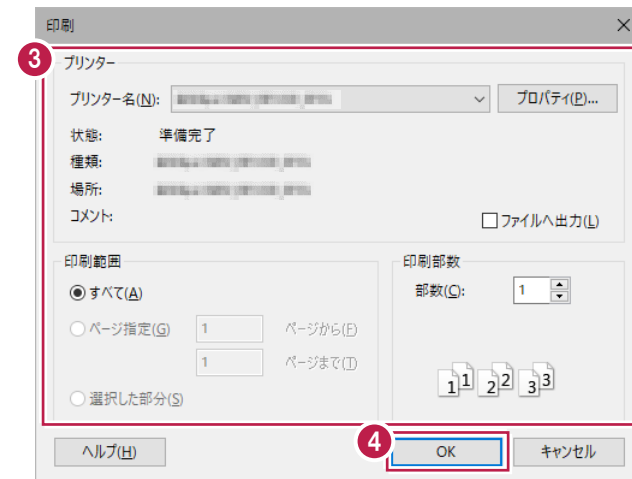 印刷
3
プリンター
プリンター名(N):
プロパティ(P)...
状態: 準備完了
種類:
場所:
コメント:
ファイルへ出力(L)
印刷範囲
すべて(A)
ページ指定(G) 1 ページから(F)
1 ページまで(T)
選択した部分(S)
印刷部数
部数(C): 1
1 1 2 2 3 3
ヘルプ(H)
4
OK
キャンセル